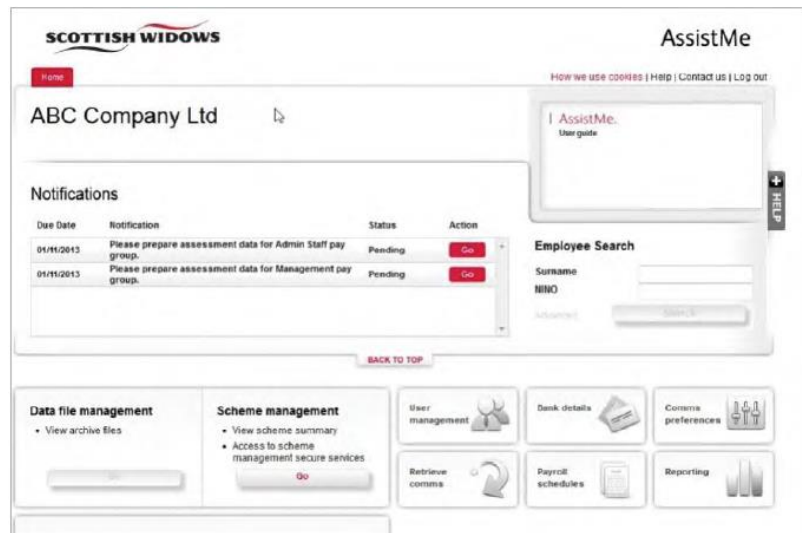 SCOTTISH WIDOWS
AssistMe
Home
How we use cookies | Help | Contact us | Log out
ABC Company Ltd
AssistMe.
User guide
+ HELP
Notifications
Due Date Notification Status Action
01/11/2013 Please prepare assessment data for Admin Staff pay group. Pending Go
01/11/2013 Please prepare assessment data for Management pay group. Pending Go
Employee Search
Surname
NINO
Advanced Search
BACK TO TOP
Data file management
• View archive files
Go
Scheme management
• View scheme summary
• Access to scheme
management secure services
Go
User
management
Bank details
Comms
preferences
Retrieve
comms
Payroll
schedules
Reporting